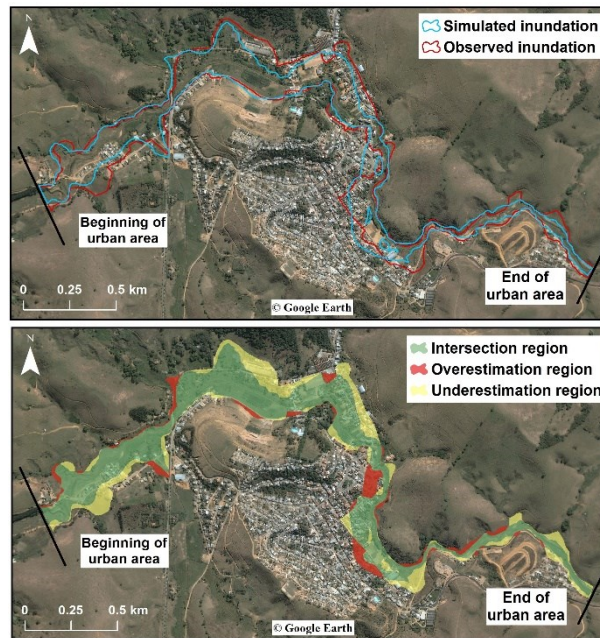 N
Simulated inundation
Observed inundation
Beginning of
urban area
End of
urban area
0 0.25 0.5 km
© Google Earth
N
Intersection region
Overestimation region
Underestimation region
Beginning of
urban area
End of
urban area
0 0.25 0.5 km
© Google Earth